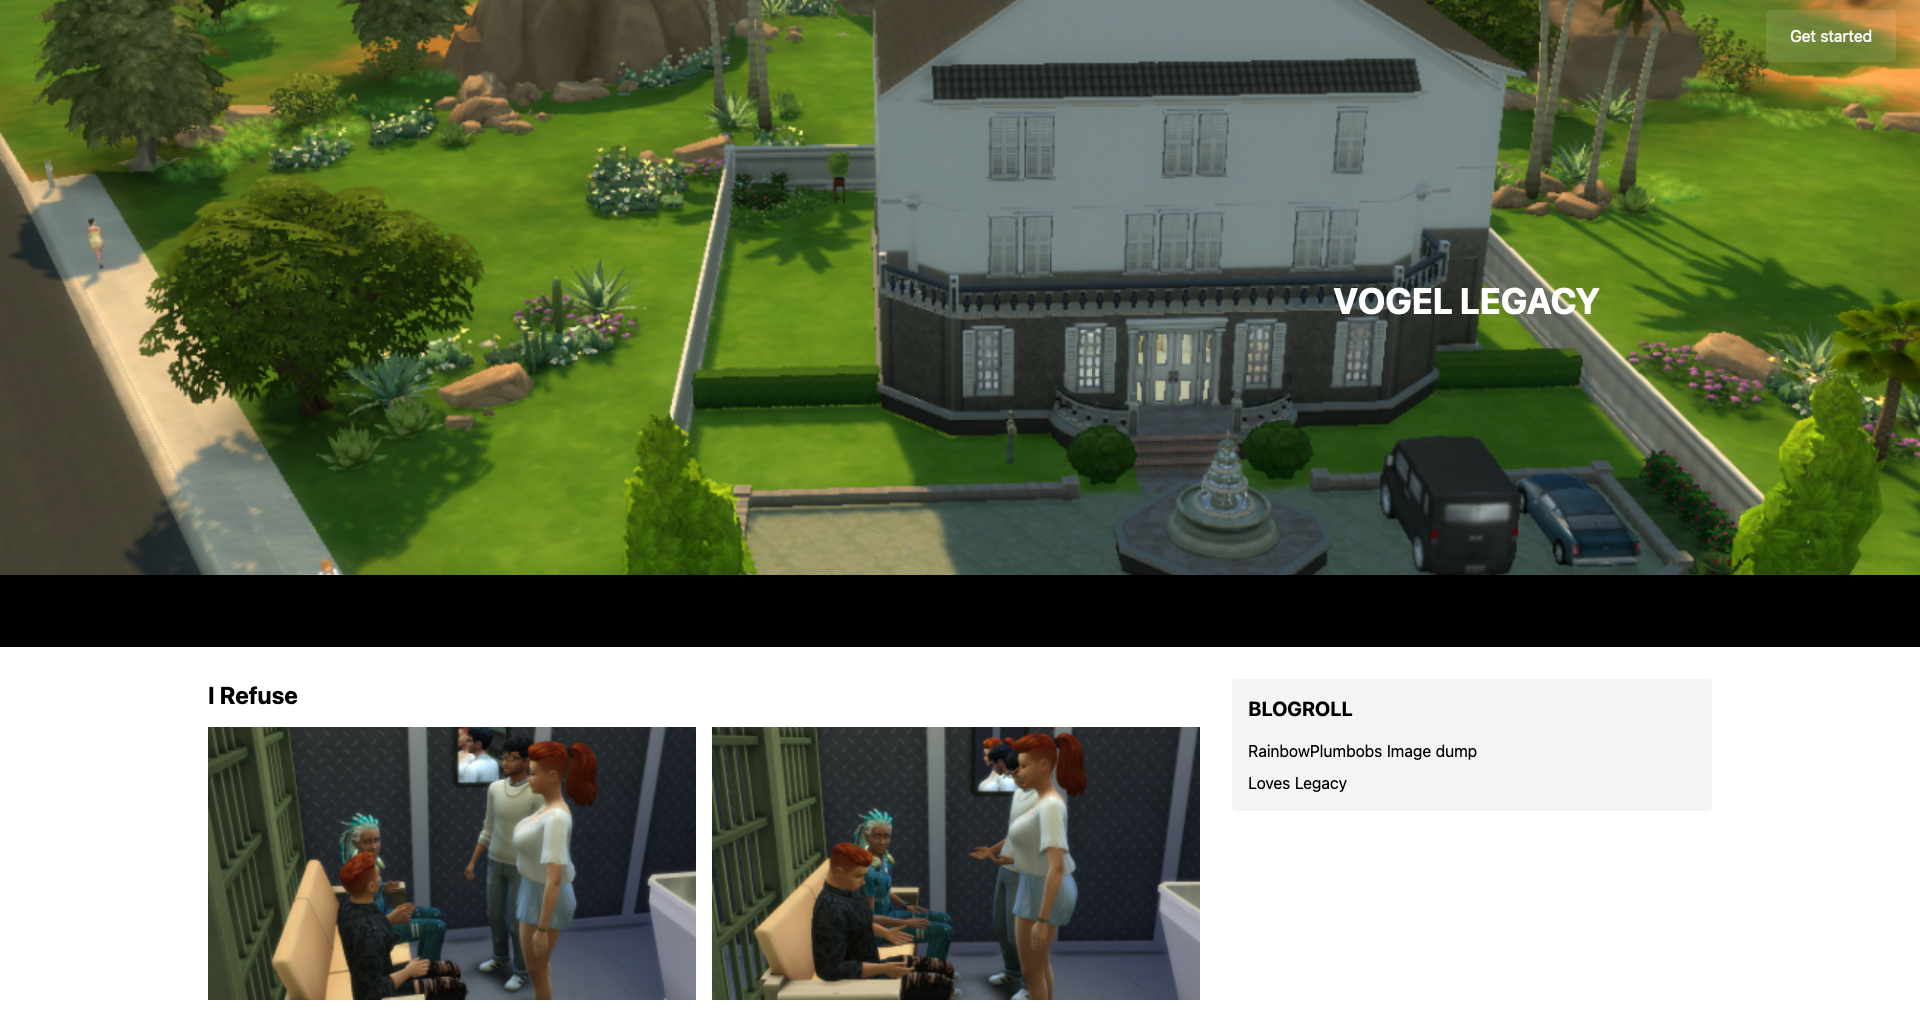 Get started
VOGEL LEGACY
I Refuse
BLOGROLL
RainbowPlumbobs Image dump
Loves Legacy